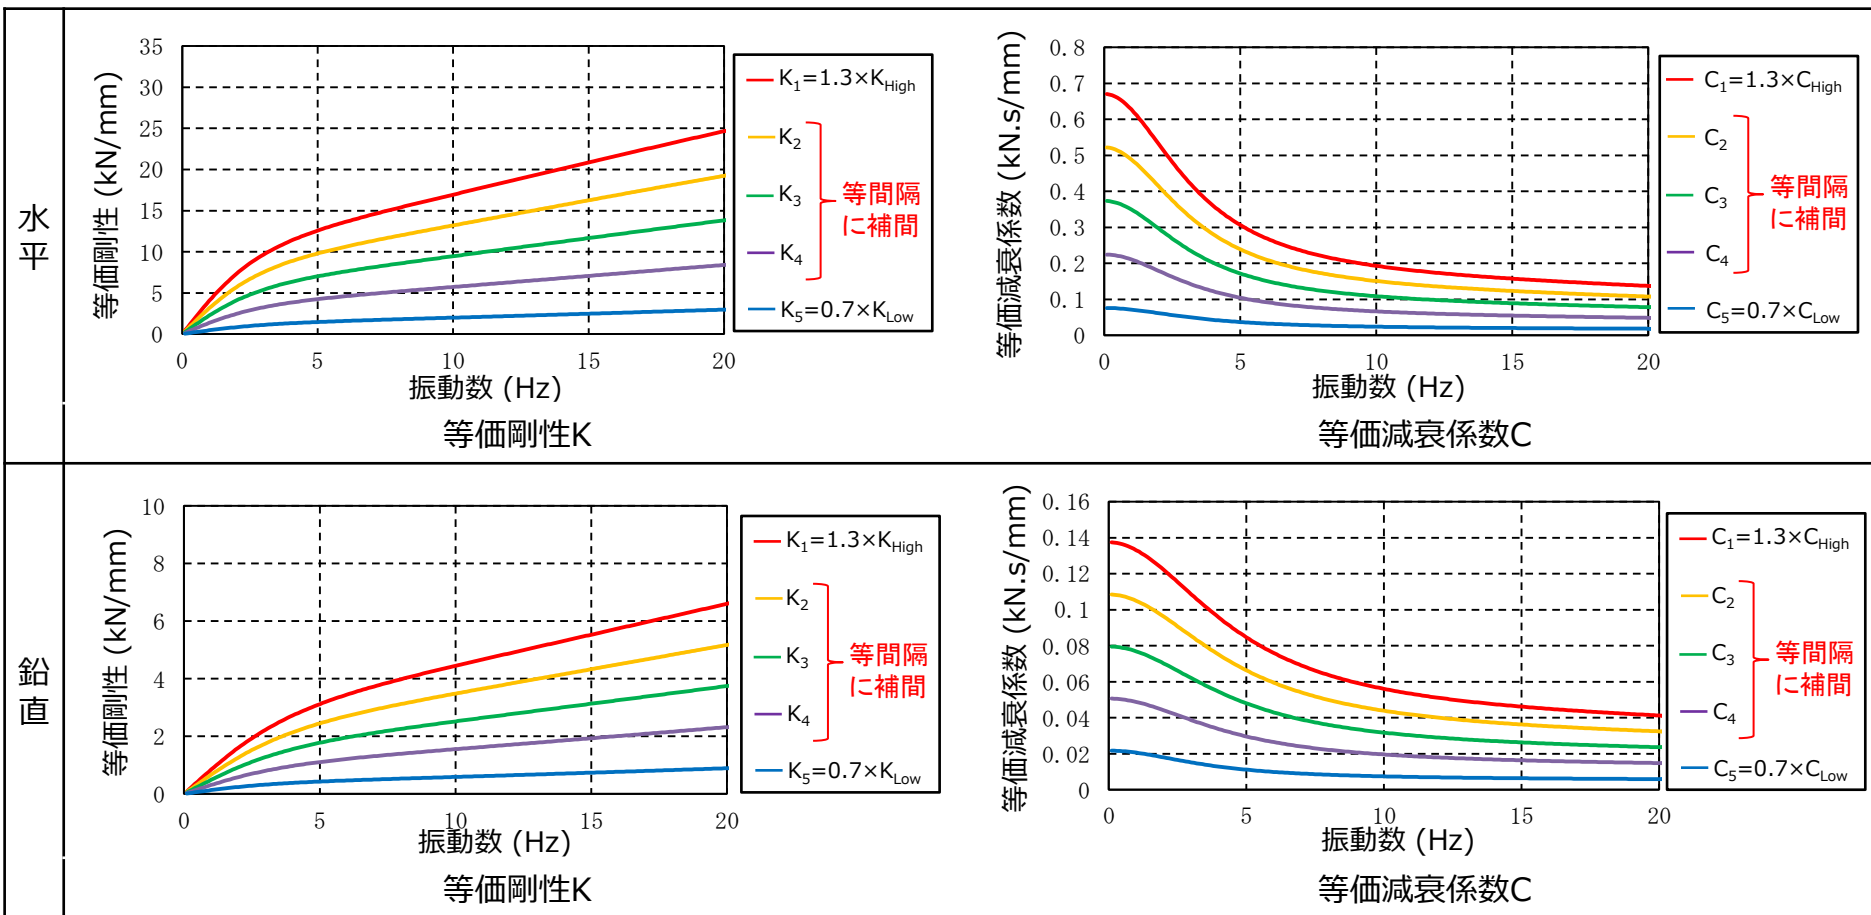 水平
35
30
25
20
15
10
5
0
等価剛性 (kN/mm)
0 5 10 15 20
振動数 (Hz)
K1=1.3×KHigh
K2
K3
K4
K5=0.7×KLow
等間隔
に補間
等価剛性K
0.8
0.7
0.6
0.5
0.4
0.3
0.2
0.1
0
等価減衰係数 (kN.s/mm)
0 5 10 15 20
振動数 (Hz)
C1=1.3×CHigh
C2
C3
C4
C5=0.7×CLow
等間隔
に補間
等価減衰係数C
鉛直
10
8
6
4
2
0
等価剛性 (kN/mm)
0 5 10 15 20
振動数 (Hz)
K1=1.3×KHigh
K2
K3
K4
K5=0.7×KLow
等間隔
に補間
等価剛性K
0.16
0.14
0.12
0.1
0.08
0.06
0.04
0.02
0
等価減衰係数 (kN.s/mm)
0 5 10 15 20
振動数 (Hz)
C1=1.3×CHigh
C2
C3
C4
C5=0.7×CLow
等間隔
に補間
等価減衰係数C